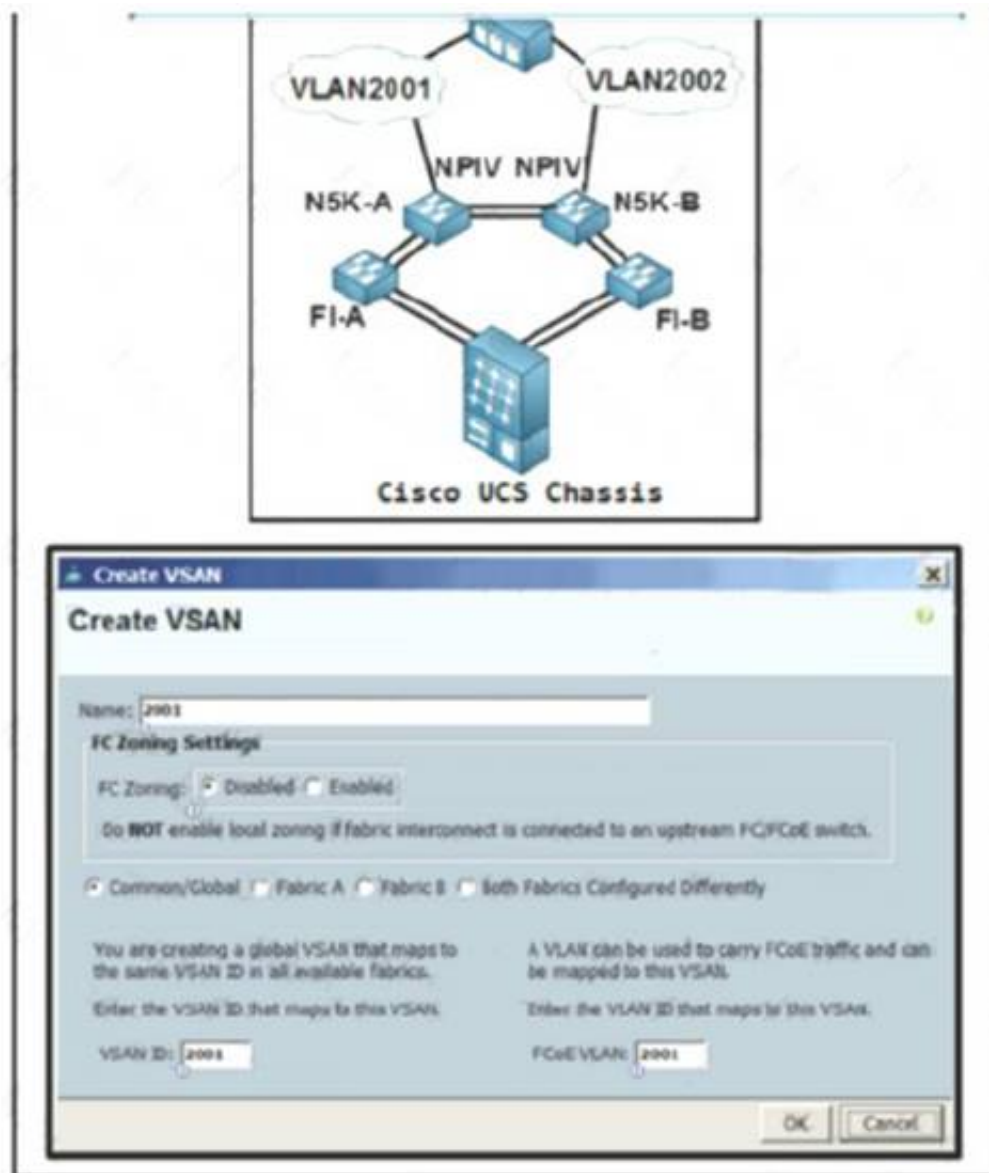 VLAN2001
VLAN2002
NPIV NPIV
N5K-A
N5K-B
FI-A
FI-B
Cisco UCS Chassis
Create VSAN
Create VSAN
Name: 2001
FC Zoning Settings
FC Zoning: Disabled Enabled
Do NOT enable local zoning if fabric interconnect is connected to an upstream FC/FCoE switch.
Common/Global Fabric A Fabric B Both Fabrics Configured Differently
You are creating a global VSAN that maps to
the same VSAN ID in all available fabrics.
Enter the VSAN ID that maps to this VSAN.
VSAN ID: 2001
A VLAN can be used to carry FCoE traffic and can
be mapped to this VSAN.
Enter the VLAN ID that maps to this VSAN.
FCoE VLAN: 2001
OK
Cancel